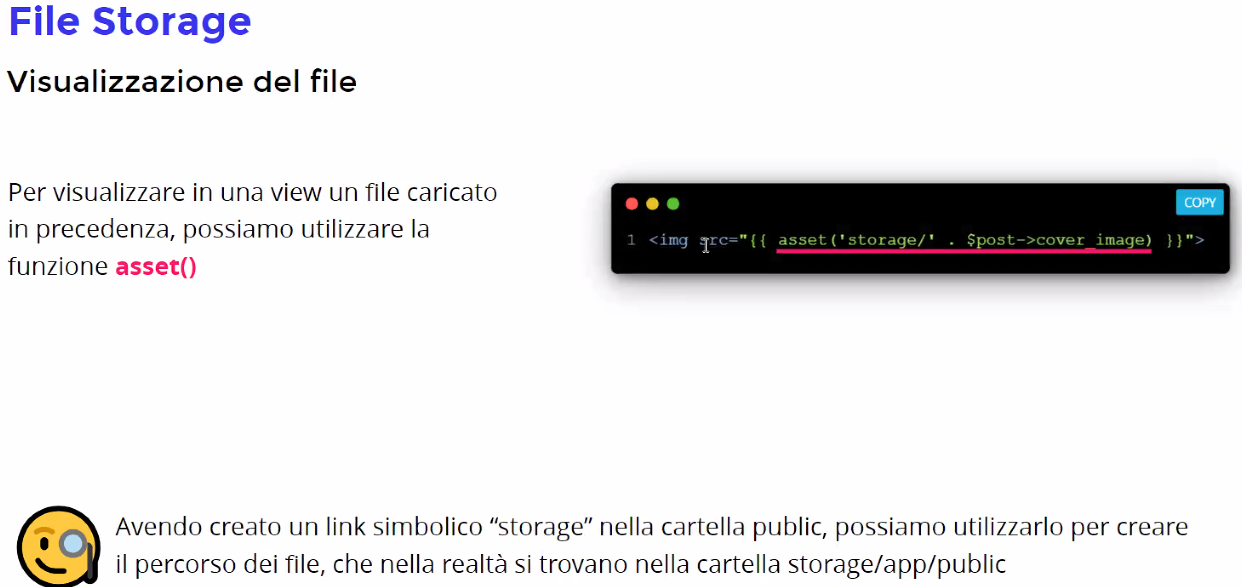 File Storage
Visualizzazione del file
Per visualizzare in una view un file caricato
in precedenza, possiamo utilizzare la
funzione asset()
COPY
1 <img src="{{ asset('storage/' . $post->cover_image) }}">
Avendo creato un link simbolico “storage” nella cartella public, possiamo utilizzarlo per creare
il percorso dei file, che nella realtà si trovano nella cartella storage/app/public